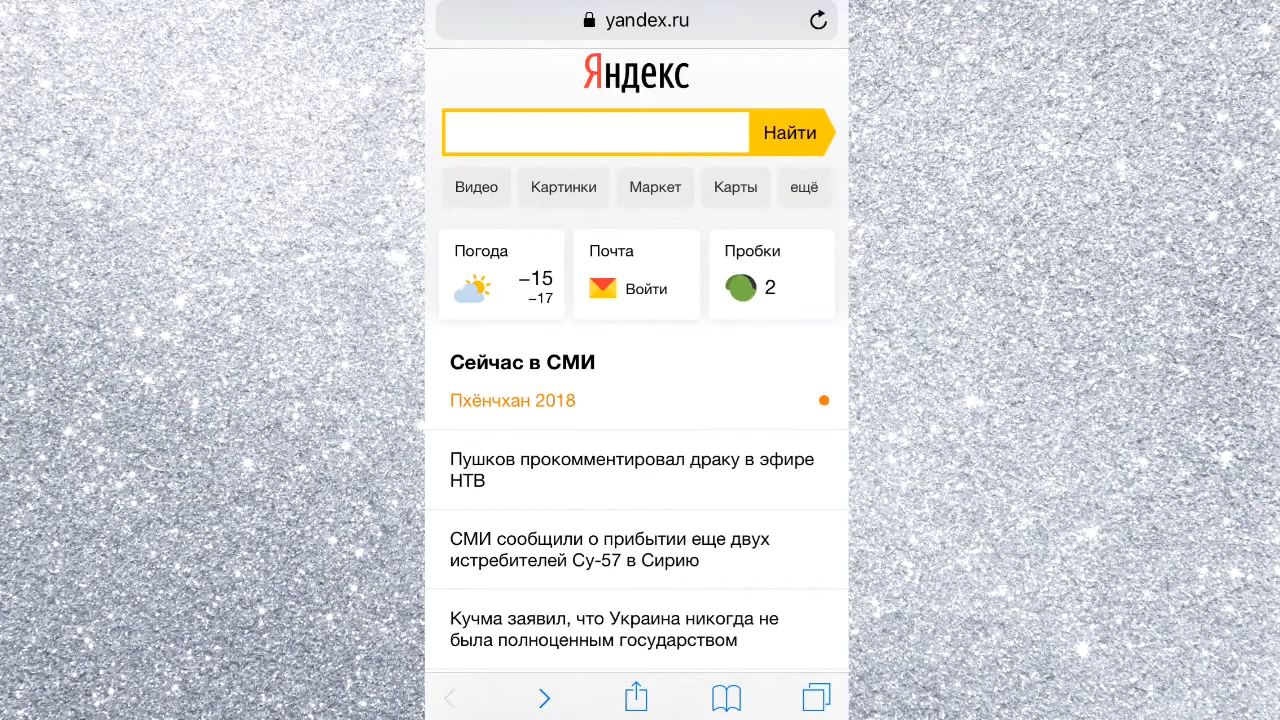 yandex.ru
Яндекс
Найти
Видео Картинки Маркет Карты ещё
Погода Почта Пробки
−15
−17
Войти
2
Сейчас в СМИ
Пхёнчхан 2018
Пушков прокомментировал драку в эфире
НТВ
СМИ сообщили о прибытии еще двух
истребителей Су-57 в Сирию
Кучма заявил, что Украина никогда не
была полноценным государством